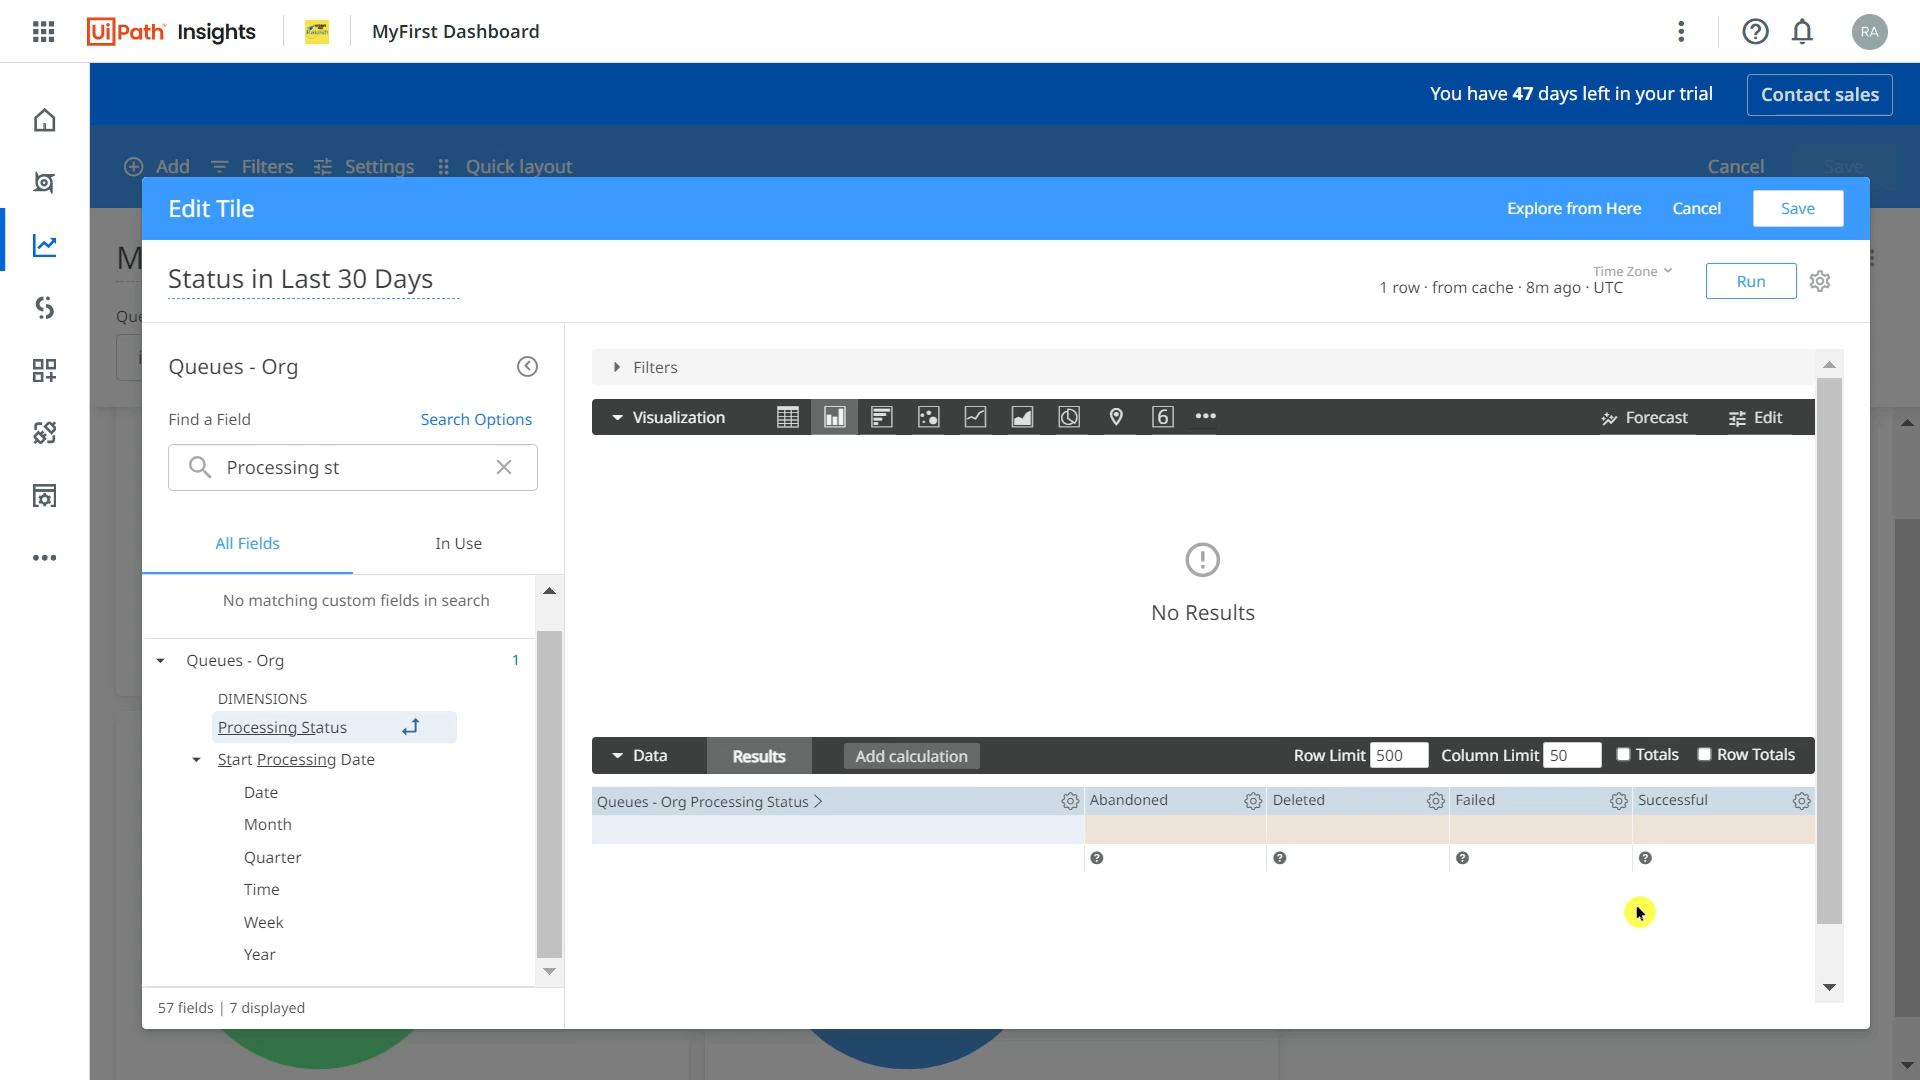 UiPath Insights
MyFirst Dashboard
RA
You have 47 days left in your trial
Contact sales
Add
Filters
Settings
Quick layout
Cancel
Save
Edit Tile
Explore from Here
Cancel
Save
Status in Last 30 Days
Time Zone
1 row · from cache · 8m ago · UTC
Run
Queues - Org
Find a Field
Search Options
Processing st
All Fields
In Use
No matching custom fields in search
Queues - Org 1
DIMENSIONS
Processing Status
Start Processing Date
Date
Month
Quarter
Time
Week
Year
57 fields | 7 displayed
Filters
Visualization
6
Forecast
Edit
No Results
Data
Results
Add calculation
Row Limit 500
Column Limit 50
Totals
Row Totals
Queues - Org Processing Status
Abandoned
Deleted
Failed
Successful